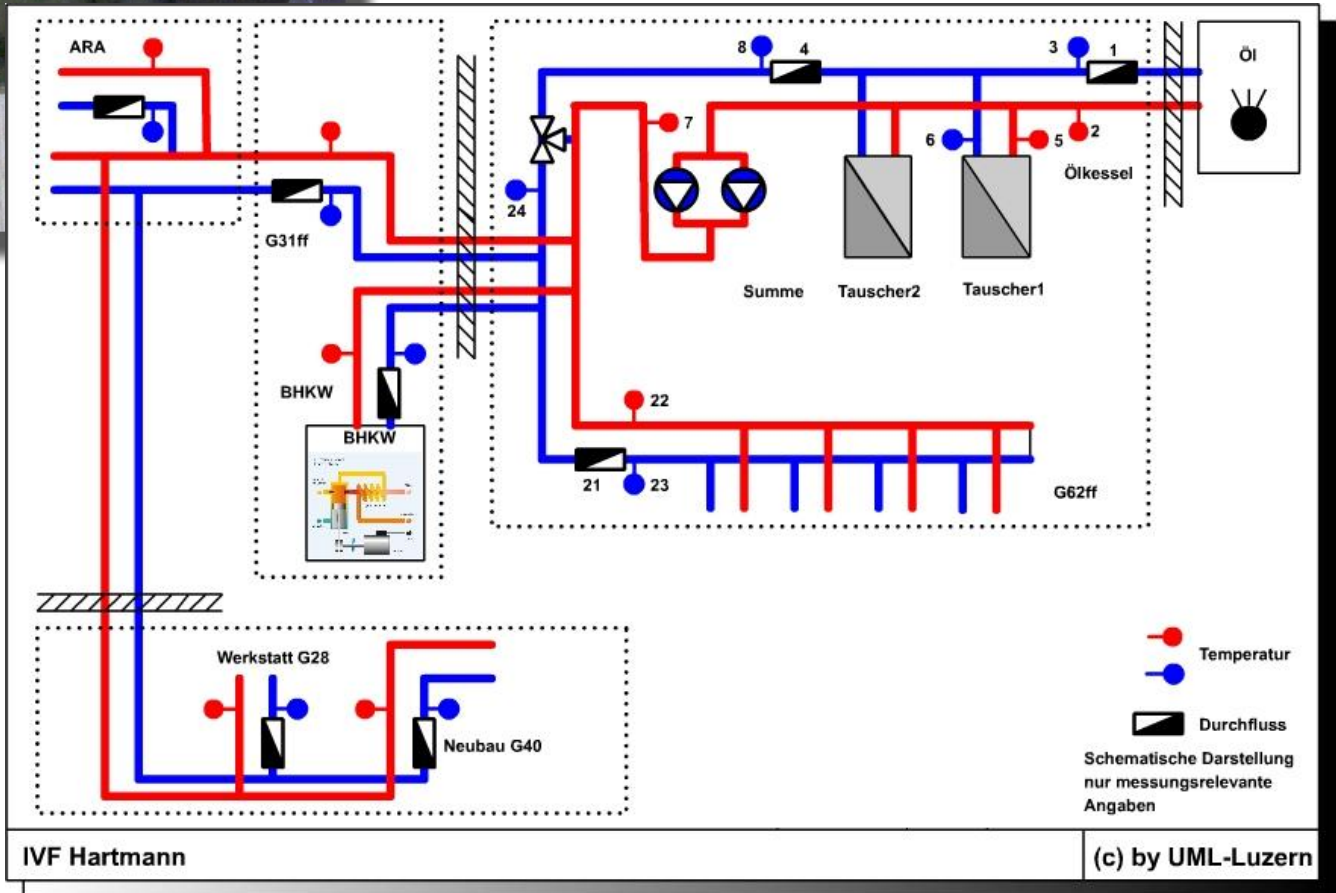 ARA
8
4
3
1
Öl
7
6
5
2
Ölkessel
24
G31ff
Summe
Tauscher2
Tauscher1
BHKW
22
BHKW
21
23
G62ff
Werkstatt G28
Neubau G40
Temperatur
Durchfluss
Schematische Darstellung
nur messungsrelevante
Angaben
IVF Hartmann
(c) by UML-Luzern